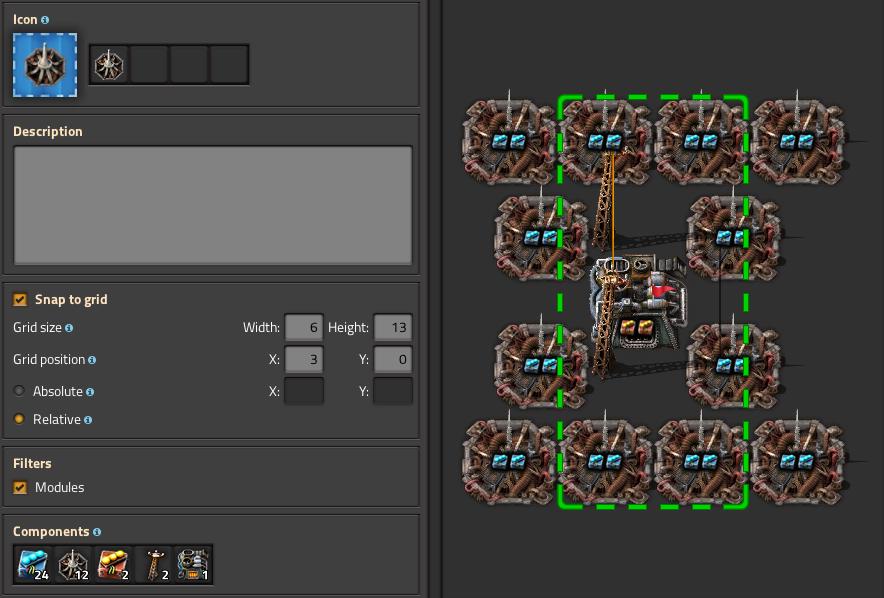 Icon
Description
Snap to grid
Grid size Width: 6 Height: 13
Grid position X: 3 Y: 0
Absolute X: Y:
Relative
Filters
Modules
Components
24 12 2 2 1